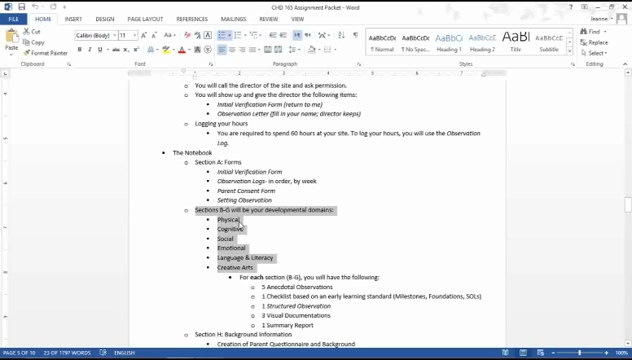 CHD 165 Assignment Packet - Word
FILE HOME INSERT DESIGN PAGE LAYOUT REFERENCES MAILINGS REVIEW VIEW
Jeanne
Paste
Cut
Copy
Format Painter
Calibri (Body) 11
AaBbCcDc AaBbCcDc AaBbC AaBbCcC AaBl AaBbCcC
¶ Normal ¶ No Spac... Heading 1 Heading 2 Title Subtitle
Find
Replace
Select
Clipboard Font Paragraph Styles Editing
o You will call the director of the site and ask permission.
o You will show up and give the director the following items:
▪ Initial Verification Form (return to me)
▪ Observation Letter (fill in your name; director keeps)
o Logging your hours
▪ You are required to spend 60 hours at your site. To log your hours, you will use the Observation
Log.
• The Notebook
o Section A: Forms
▪ Initial Verification Form
▪ Observation Logs- in order, by week
▪ Parent Consent Form
▪ Setting Observation
o Sections B-G will be your developmental domains:
▪ Physical
▪ Cognitive
▪ Social
▪ Emotional
▪ Language & Literacy
▪ Creative Arts
• For each section (B-G), you will have the following:
o 5 Anecdotal Observations
o 1 Checklist based on an early learning standard (Milestones, Foundations, SOLs)
o 1 Structured Observation
o 3 Visual Documentations
o 1 Summary Report
o Section H: Background Information
▪ Creation of Parent Questionnaire and Background
PAGE 5 OF 10 23 OF 1797 WORDS ENGLISH
100%